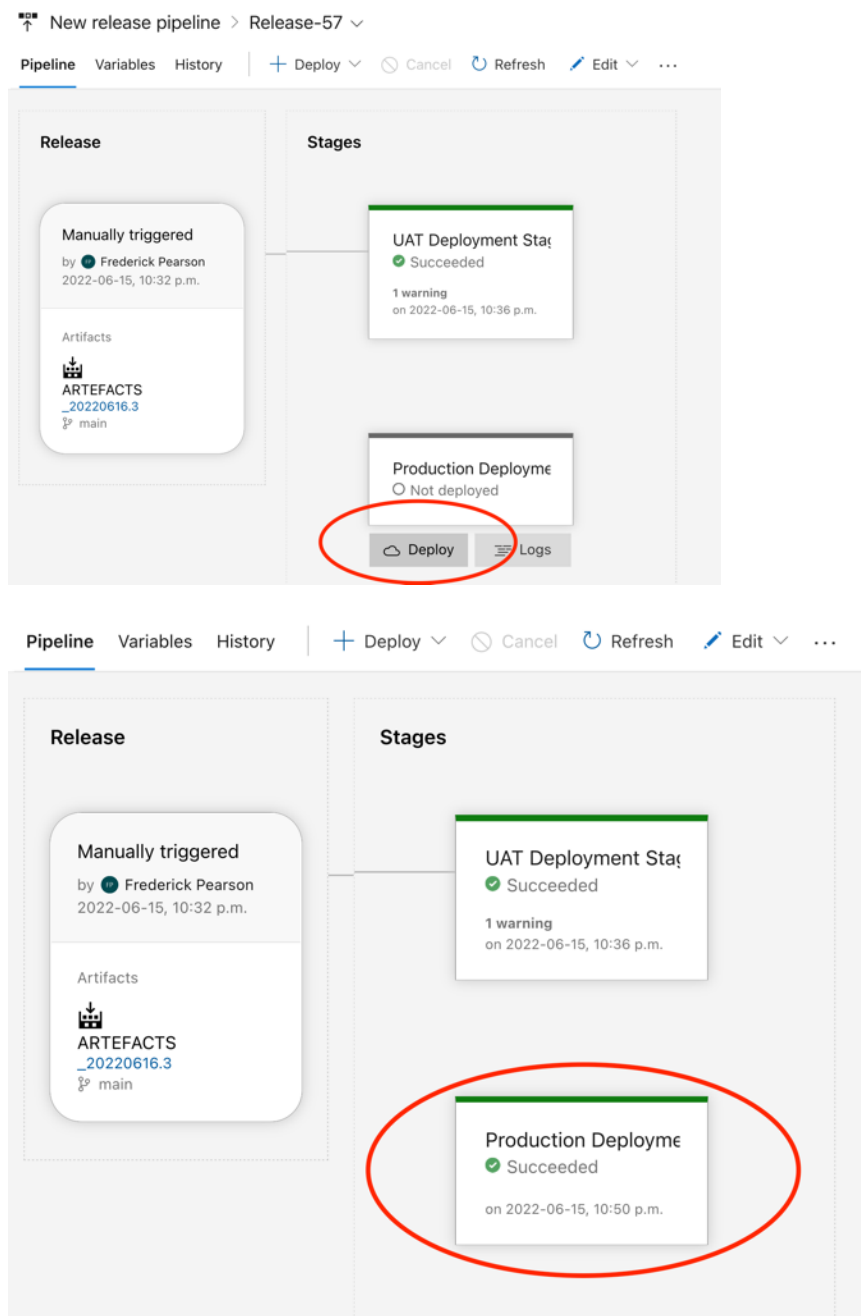 New release pipeline > Release-57
Pipeline Variables History + Deploy Cancel Refresh Edit ...
Release
Stages
Manually triggered
by FP Frederick Pearson
2022-06-15, 10:32 p.m.
Artifacts
ARTEFACTS
_20220616.3
main
UAT Deployment Stag
Succeeded
1 warning
on 2022-06-15, 10:36 p.m.
Production Deployme
Not deployed
Deploy Logs
Pipeline Variables History + Deploy Cancel Refresh Edit ...
Release
Stages
Manually triggered
by FP Frederick Pearson
2022-06-15, 10:32 p.m.
Artifacts
ARTEFACTS
_20220616.3
main
UAT Deployment Stag
Succeeded
1 warning
on 2022-06-15, 10:36 p.m.
Production Deployme
Succeeded
on 2022-06-15, 10:50 p.m.